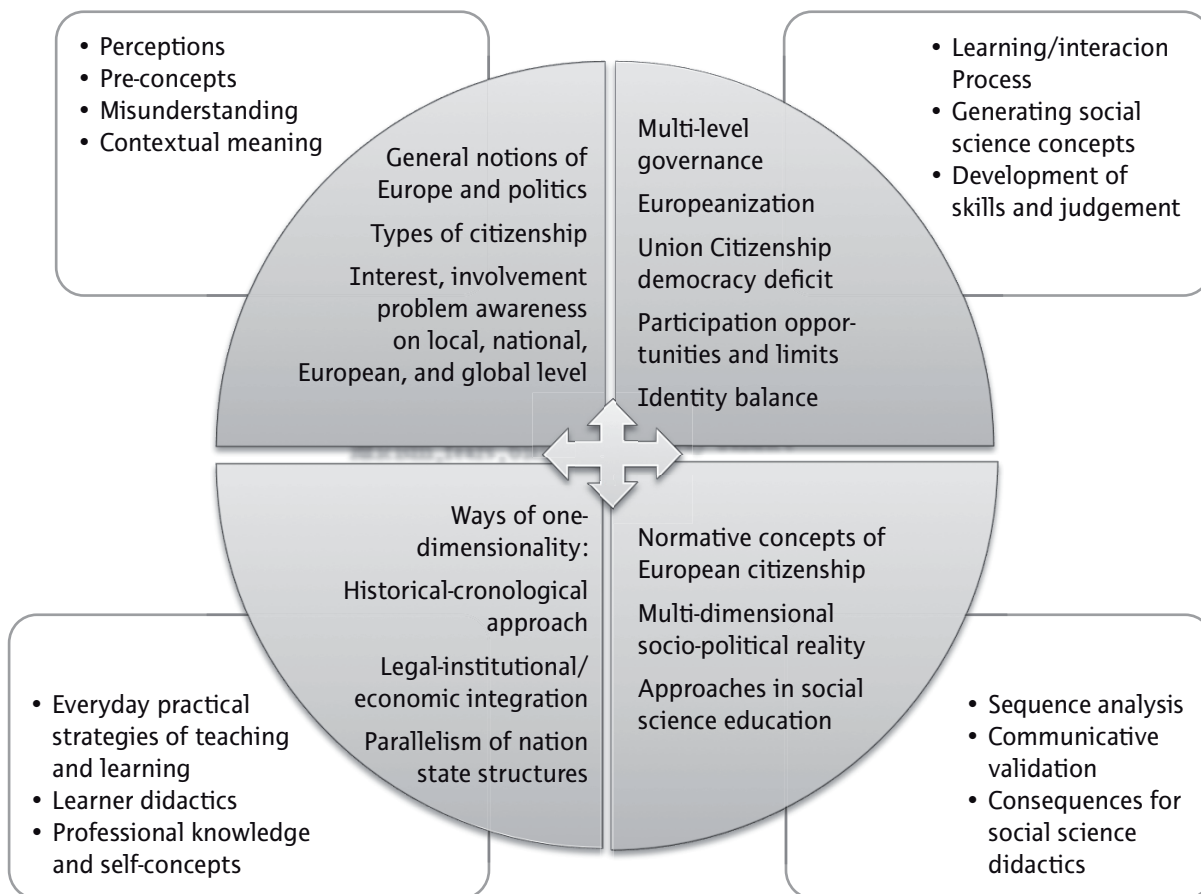 • Perceptions
• Pre-concepts
• Misunderstanding
• Contextual meaning
General notions of
Europe and politics
Types of citizenship
Interest, involvement
problem awareness
on local, national,
European, and global level
Multi-level
governance
Europeanization
Union Citizenship
democracy deficit
Participation oppor-
tunities and limits
Identity balance
• Learning/interacion
Process
• Generating social
science concepts
• Development of
skills and judgement
Ways of one-
dimensionality:
Historical-cronological
approach
Legal-institutional/
economic integration
Parallelism of nation
state structures
• Everyday practical
strategies of teaching
and learning
• Learner didactics
• Professional knowledge
and self-concepts
Normative concepts of
European citizenship
Multi-dimensional
socio-political reality
Approaches in social
science education
• Sequence analysis
• Communicative
validation
• Consequences for
social science
didactics